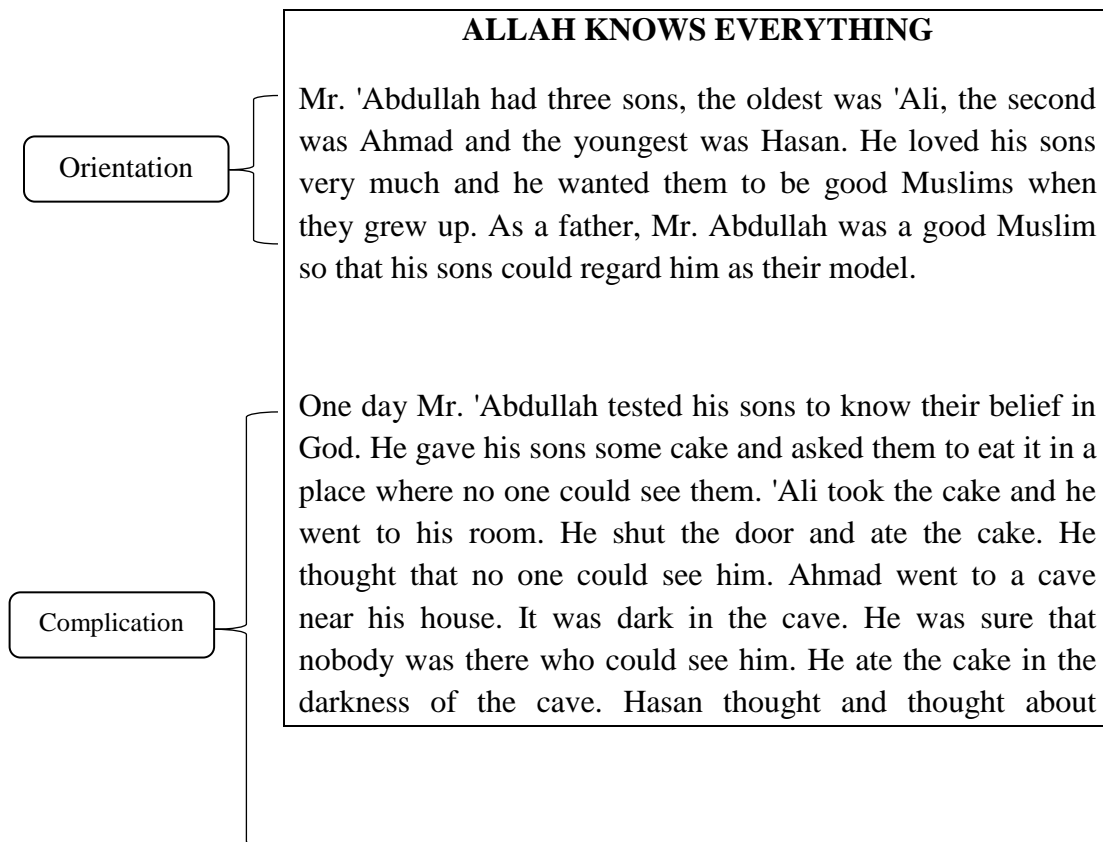 ALLAH KNOWS EVERYTHING
Orientation
Mr. 'Abdullah had three sons, the oldest was 'Ali, the second
was Ahmad and the youngest was Hasan. He loved his sons
very much and he wanted them to be good Muslims when
they grew up. As a father, Mr. Abdullah was a good Muslim
so that his sons could regard him as their model.
Complication
One day Mr. 'Abdullah tested his sons to know their belief in
God. He gave his sons some cake and asked them to eat it in a
place where no one could see them. 'Ali took the cake and he
went to his room. He shut the door and ate the cake. He
thought that no one could see him. Ahmad went to a cave
near his house. It was dark in the cave. He was sure that
nobody was there who could see him. He ate the cake in the
darkness of the cave. Hasan thought and thought about